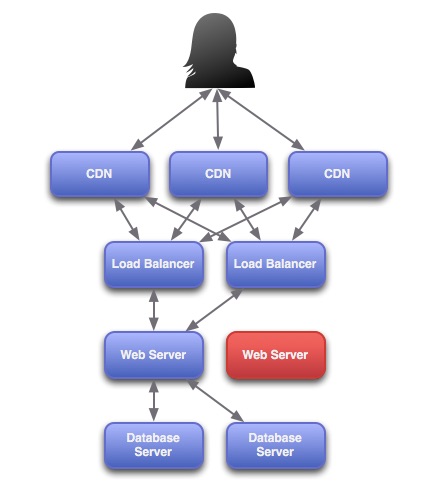 CDN
CDN
CDN
Load Balancer
Load Balancer
Web Server
Web Server
Database
Server
Database
Server